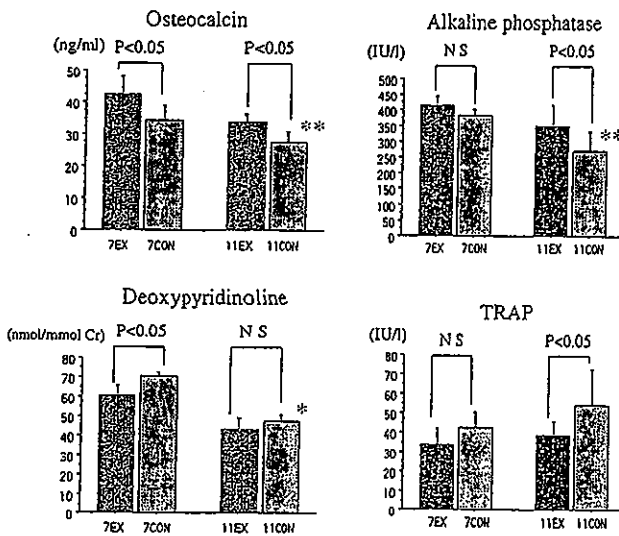 Osteocalcin
(ng/ml)
P<0.05
P<0.05
50
40
30
20
10
0
**
7EX
7CON
11EX
11CON
Alkaline phosphatase
(IU/l)
NS
P<0.05
500
450
400
350
300
250
200
150
100
50
0
**
7EX
7CON
11EX
11CON
Deoxypyridinoline
(nmol/mmol Cr)
P<0.05
NS
80
70
60
50
40
30
20
10
0
*
7EX
7CON
11EX
11CON
TRAP
(IU/l)
NS
P<0.05
80
70
60
50
40
30
20
10
0
7EX
7CON
11EX
11CON